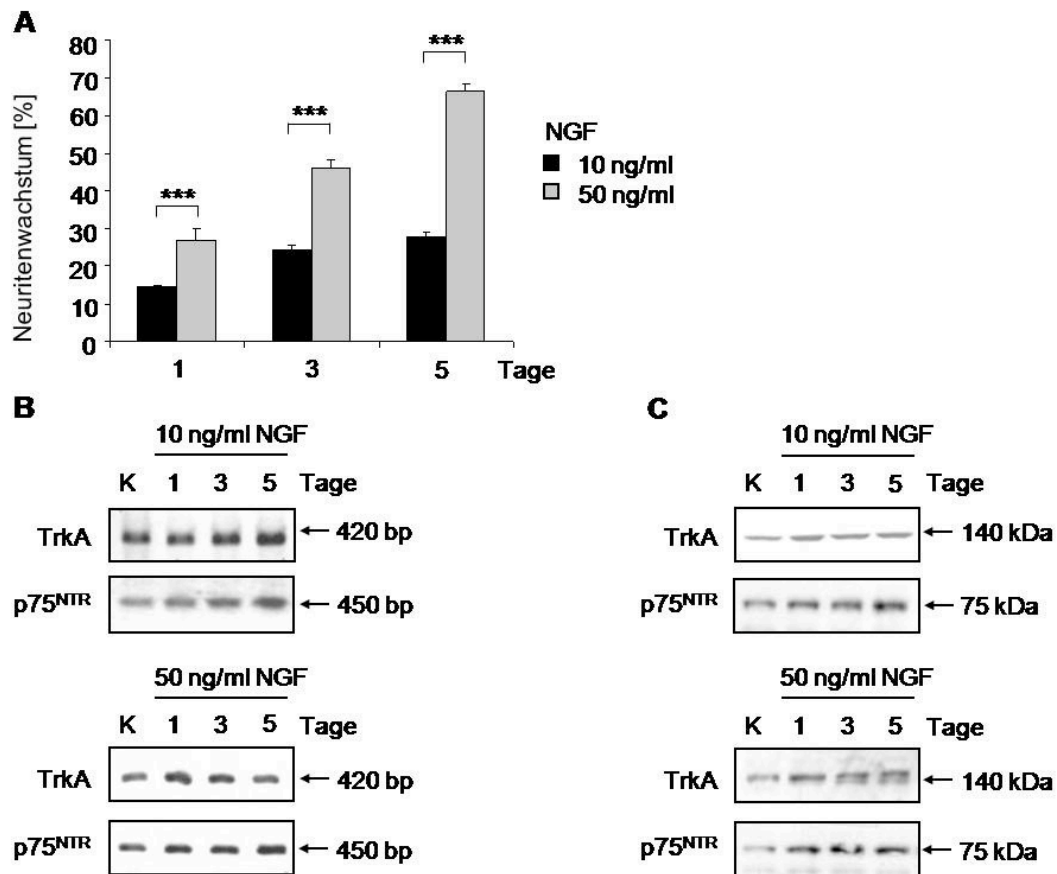 A
Neuritenwachstum [%]
80
70
60
50
40
30
20
10
0
***
***
***
1 3 5 Tage
NGF
10 ng/ml
50 ng/ml
B
10 ng/ml NGF
K 1 3 5 Tage
TrkA ← 420 bp
p75NTR ← 450 bp
50 ng/ml NGF
K 1 3 5 Tage
TrkA ← 420 bp
p75NTR ← 450 bp
C
10 ng/ml NGF
K 1 3 5 Tage
TrkA ← 140 kDa
p75NTR ← 75 kDa
50 ng/ml NGF
K 1 3 5 Tage
TrkA ← 140 kDa
p75NTR ← 75 kDa